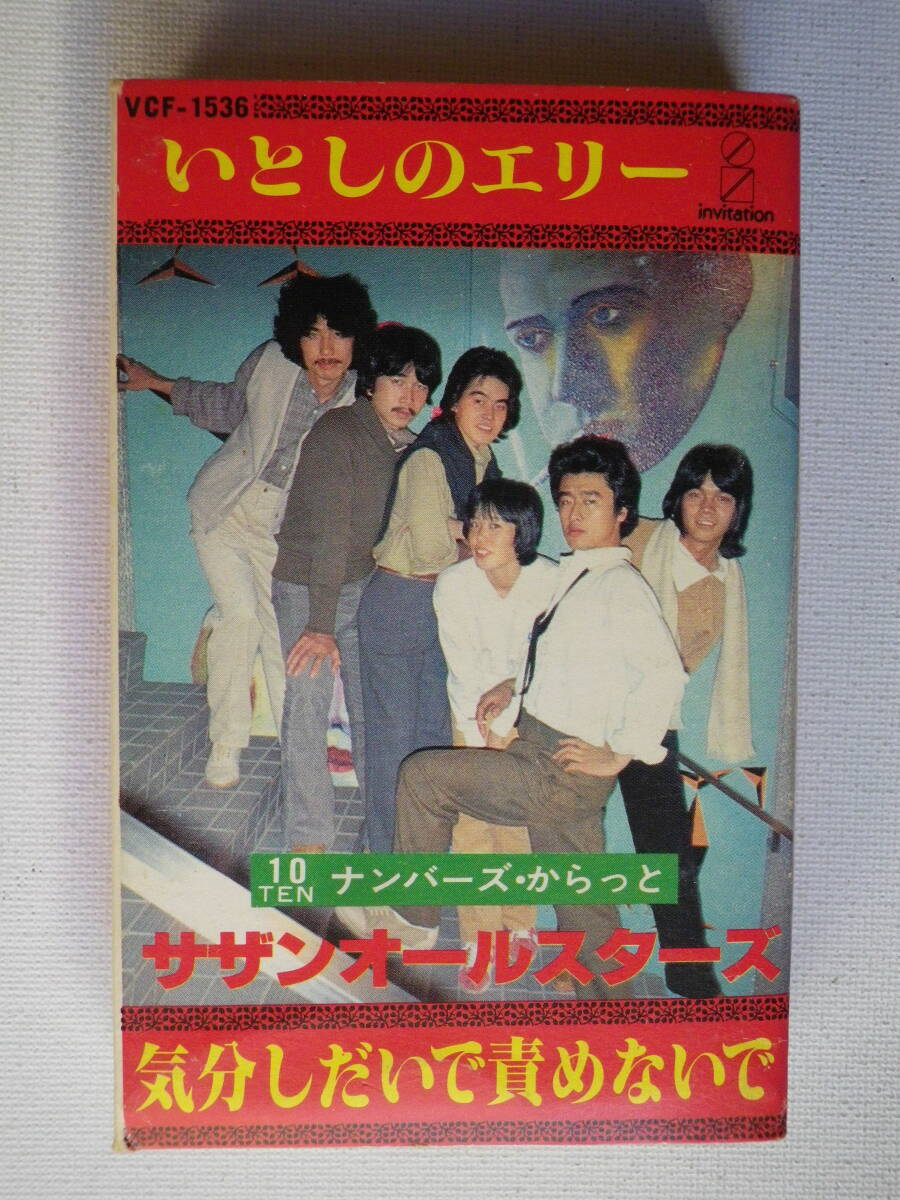 VCF-1536
いとしのエリー
invitation
10
TEN
ナンバーズ・からっと
サザンオールスターズ
気分しだいで責めないで